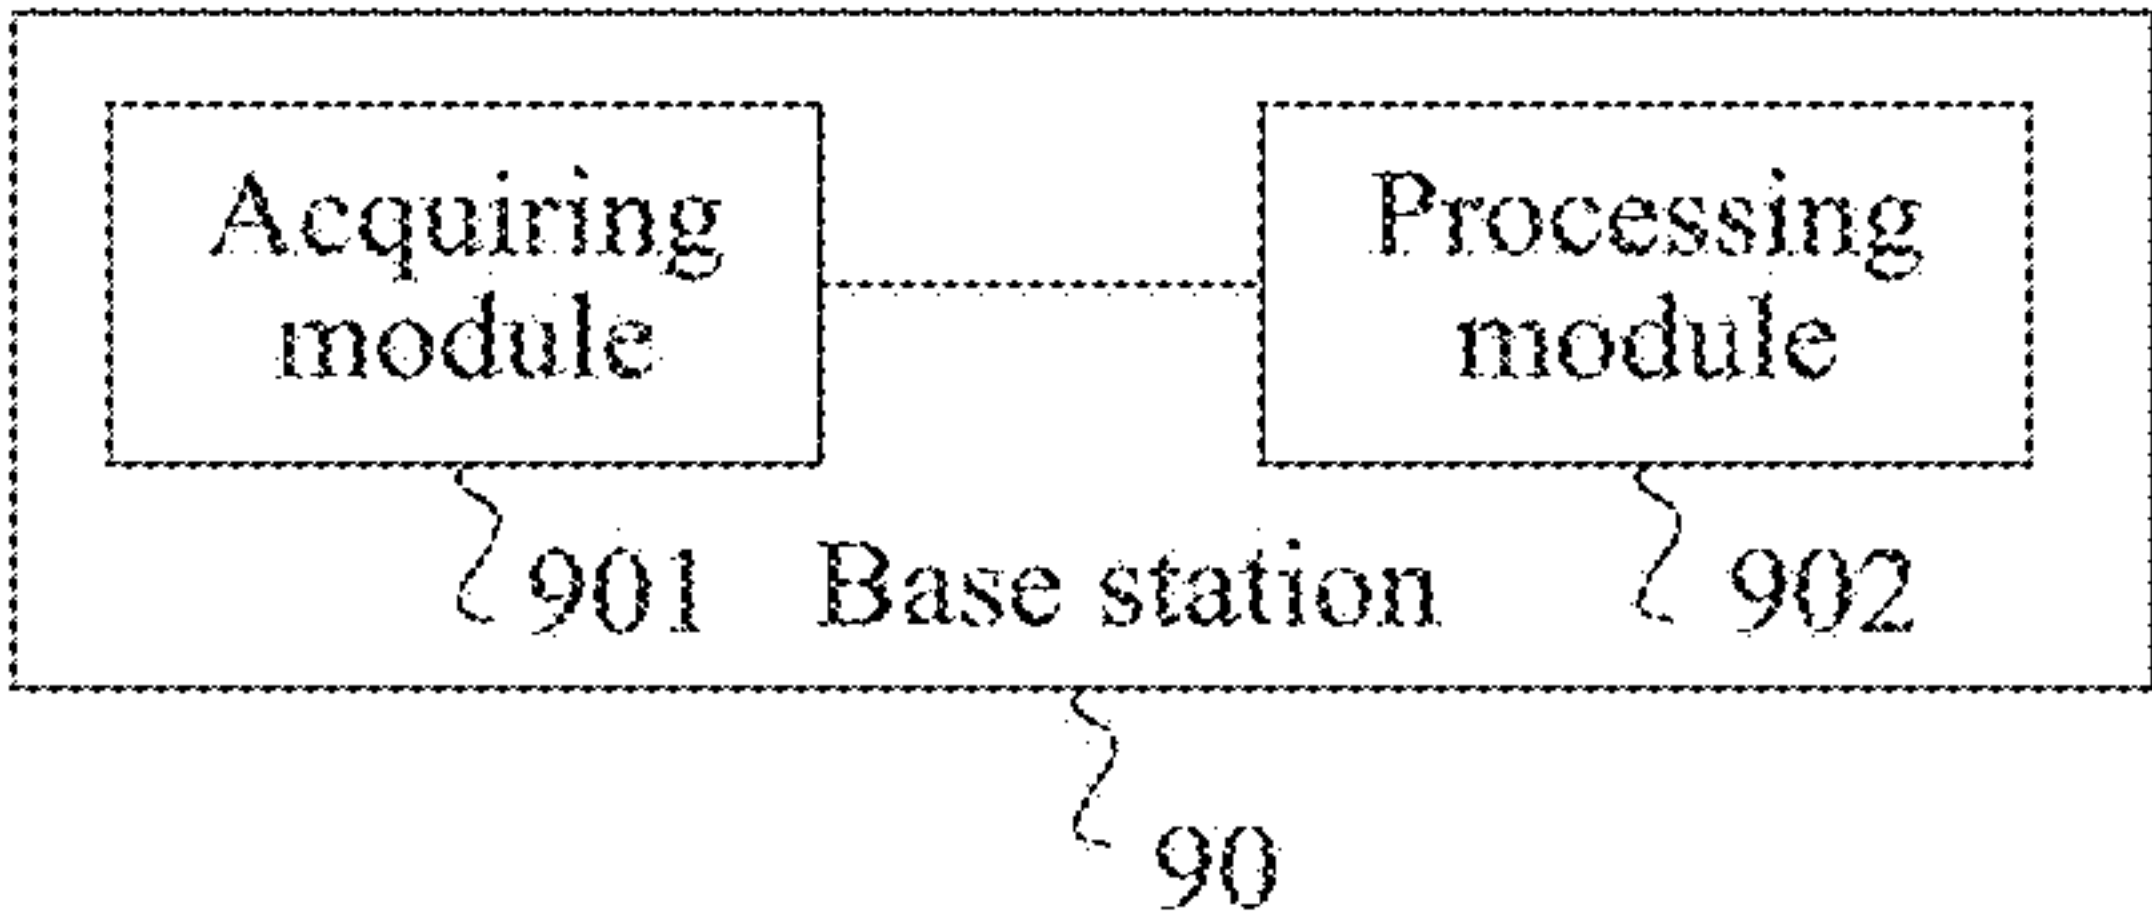 Acquiring
module
Processing
module
901
Base station
902
90